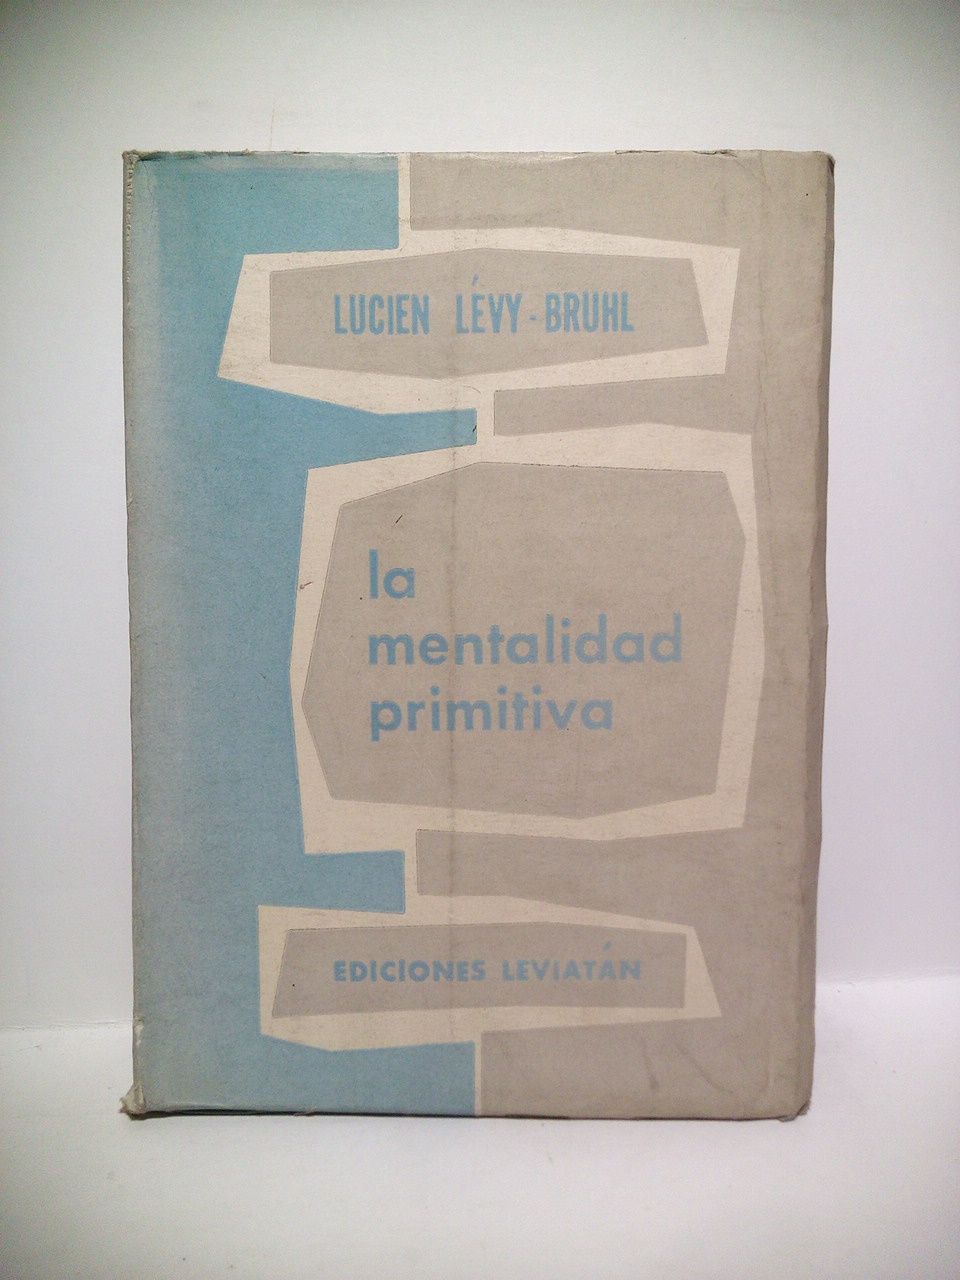 LUCIEN LÉVY-BRUHL
la
mentalidad
primitiva
EDICIONES LEVIATÁN